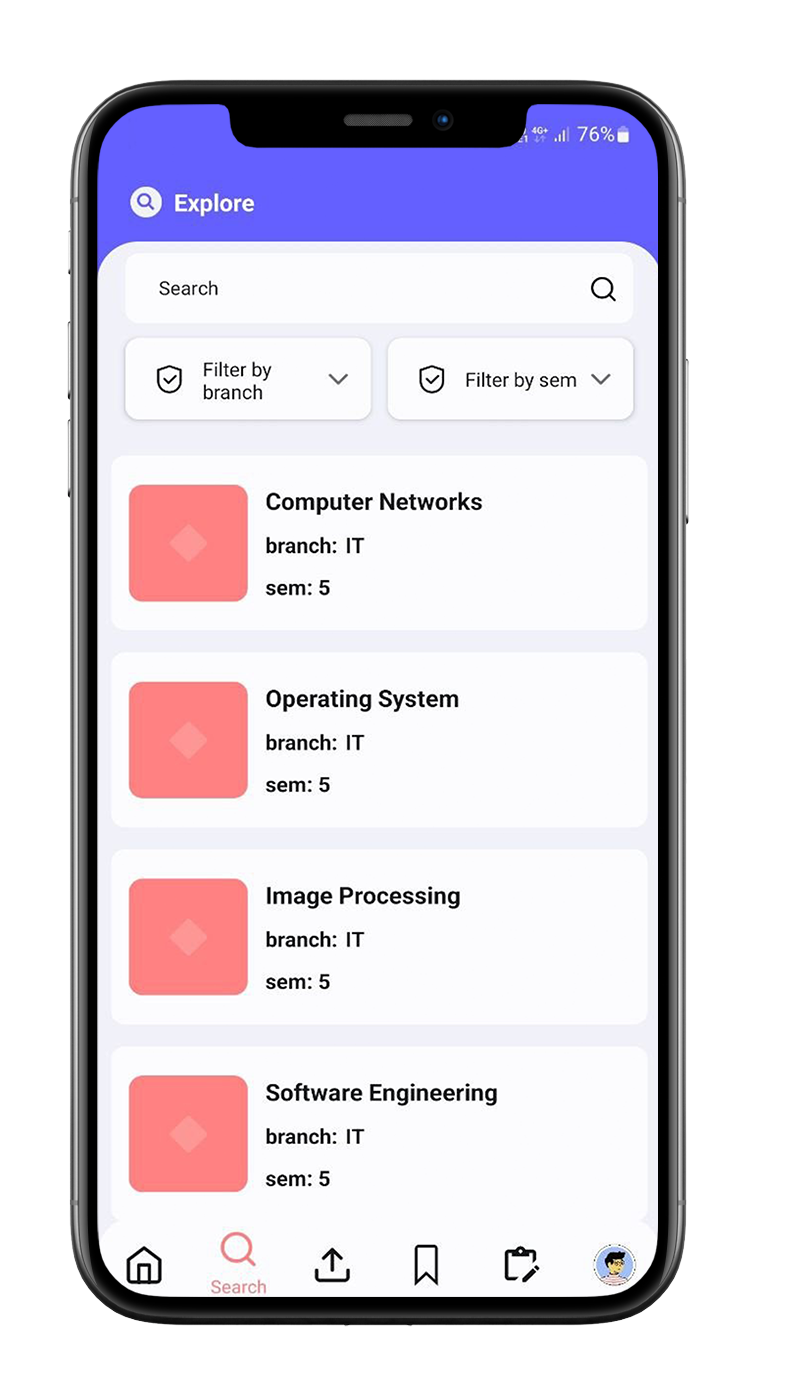 4G+ 76%
Explore
Search
Filter by
branch
Filter by sem
Computer Networks
branch: IT
sem: 5
Operating System
branch: IT
sem: 5
Image Processing
branch: IT
sem: 5
Software Engineering
branch: IT
sem: 5
Search